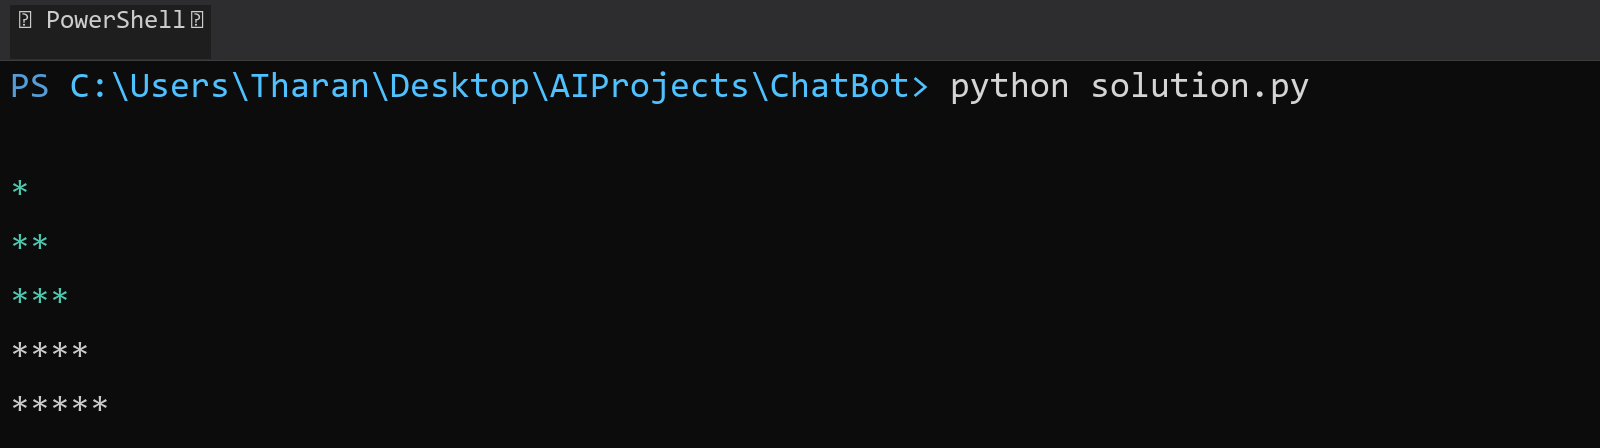 PowerShell
PS C:\Users\Tharan\Desktop\AIProjects\ChatBot> python solution.py
*
**
***
****
*****